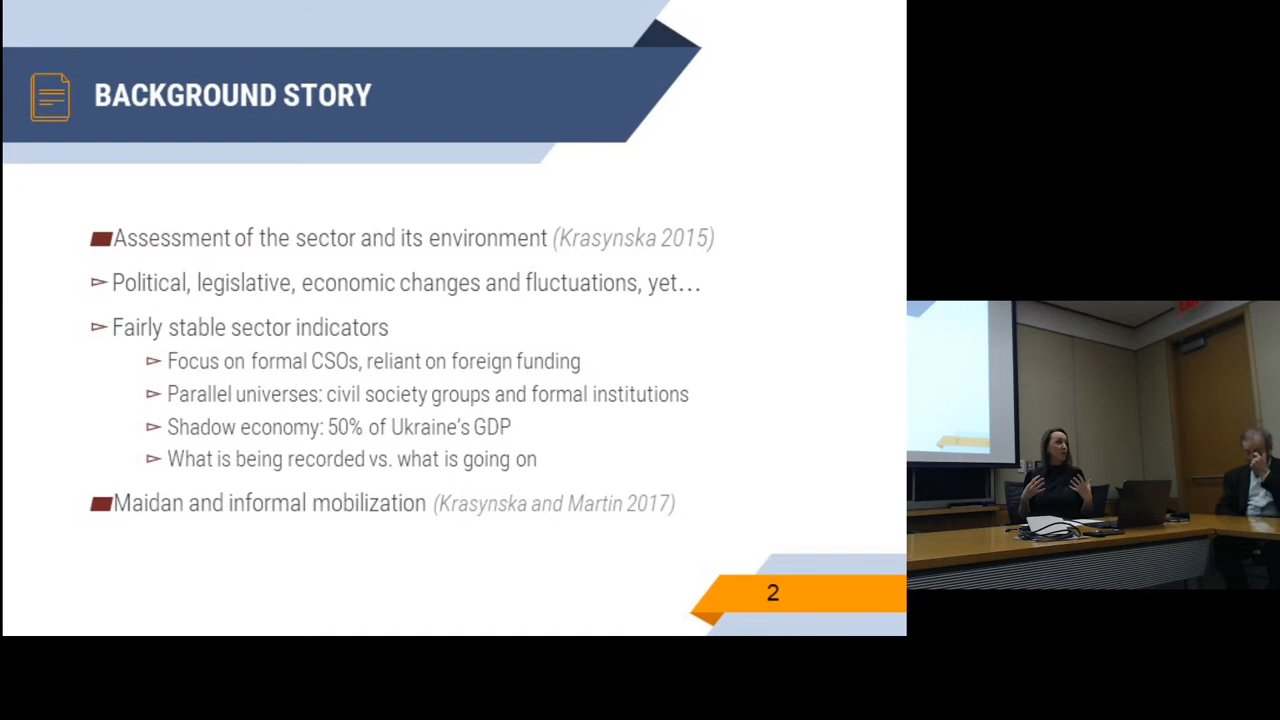 BACKGROUND STORY
Assessment of the sector and its environment (Krasynska 2015)
Political, legislative, economic changes and fluctuations, yet…
Fairly stable sector indicators
Focus on formal CSOs, reliant on foreign funding
Parallel universes: civil society groups and formal institutions
Shadow economy: 50% of Ukraine's GDP
What is being recorded vs. what is going on
Maidan and informal mobilization (Krasynska and Martin 2017)
2